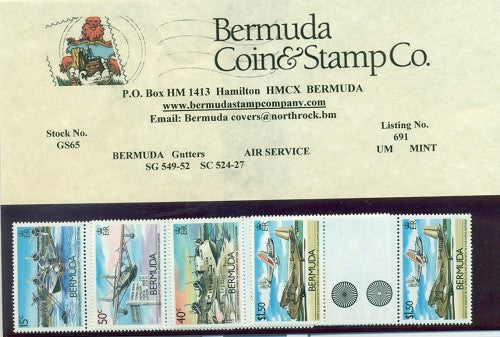 Bermuda
Coin & Stamp Co.
P.O. Box HM 1413 Hamilton HMCX BERMUDA
www.bermudastampcompany.com
Email: Bermuda covers@northrock.bm
Stock No.
GS65
Listing No.
691
BERMUDA Gutters AIR SERVICE UM MINT
SG 549-52 SC 524-27
15c BERMUDA
50c BERMUDA
40c BERMUDA
$1.50 BERMUDA
$1.50 BERMUDA